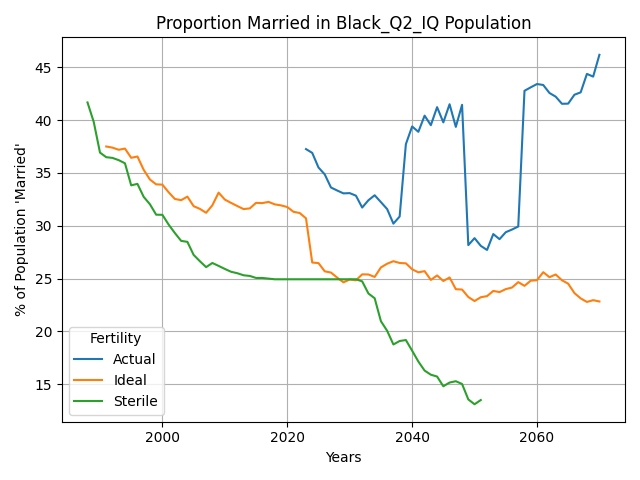 Proportion Married in Black_Q2_IQ Population
% of Population 'Married'
45
40
35
30
25
20
15
Fertility
Actual
Ideal
Sterile
2000
2020
2040
2060
Years